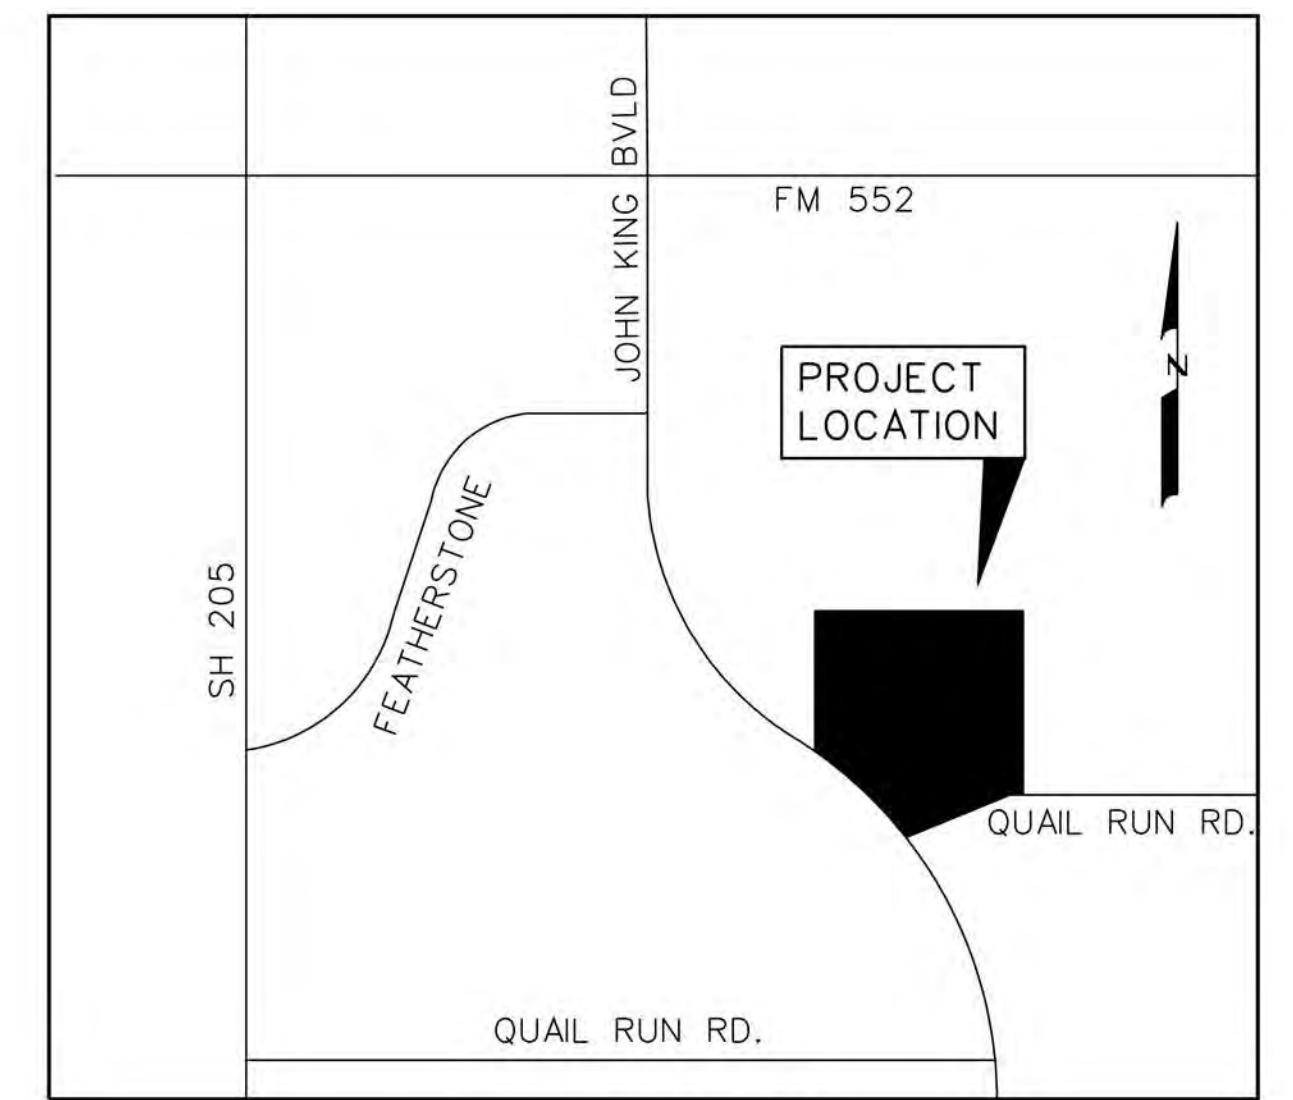 JOHN KING BVLD
FM 552
N
PROJECT
LOCATION
FEATHERSTONE
SH 205
QUAIL RUN RD.
QUAIL RUN RD.